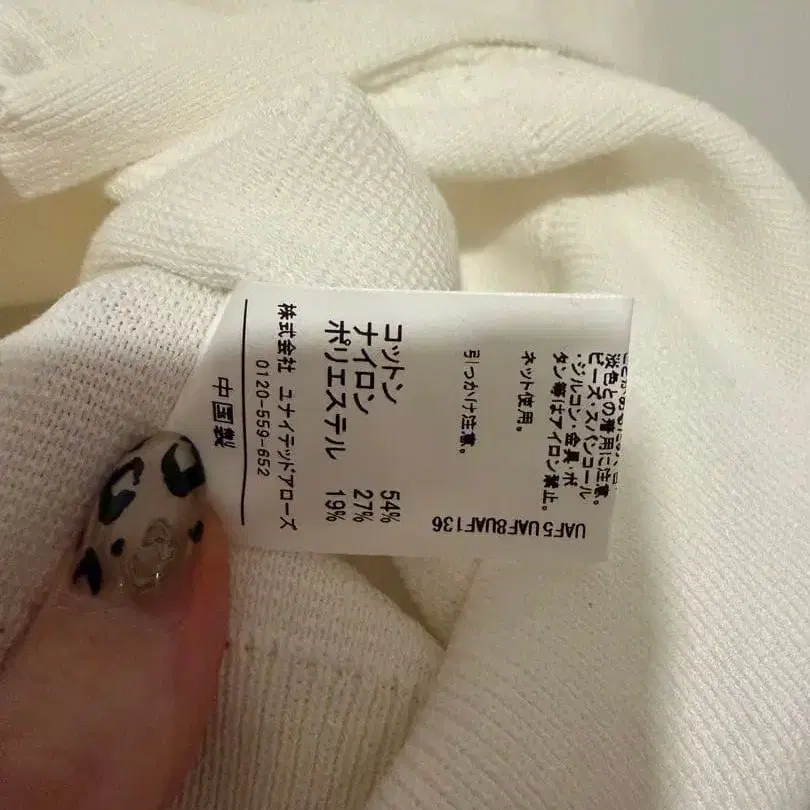 淡色との着用に注意。
ビーズ・スパンコール
・ジルコン・金具・ボ
タン等はアイロン禁止。
ネット使用。
引っかけ注意。
UAF5 UAF8UAF136
コットン 54%
ナイロン 27%
ポリエステル 19%
株式会社 ユナイテッドアローズ
0120-559-652
中国製